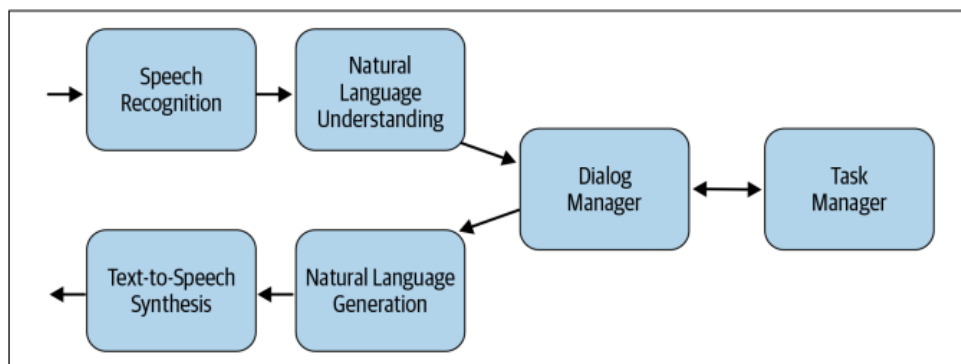 Speech
Recognition
Natural
Language
Understanding
Dialog
Manager
Task
Manager
Text-to-Speech
Synthesis
Natural Language
Generation